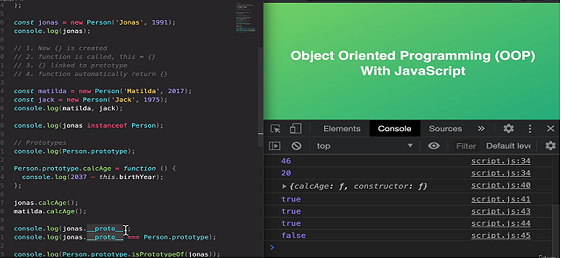 };
const jonas = new Person('Jonas', 1991);
console.log(jonas);
// 1. New {} is created
// 2. function is called, this = {}
// 3. {} linked to prototype
// 4. function automatically return {}
const matilda = new Person('Matilda', 2017);
const jack = new Person('Jack', 1975);
console.log(matilda, jack);
console.log(jonas instanceof Person);
// Prototypes
console.log(Person.prototype);
Person.prototype.calcAge = function () {
console.log(2037 - this.birthYear);
};
jonas.calcAge();
matilda.calcAge();
console.log(jonas.__proto__);
console.log(jonas.__proto__ === Person.prototype);
console.log(Person.prototype.isPrototypeOf(jonas));
Object Oriented Programming (OOP)
With JavaScript
Elements Console Sources »
top Filter Default leve
46 script.js:34
20 script.js:34
▸ {calcAge: ƒ, constructor: ƒ} script.js:40
true script.js:41
true script.js:43
true script.js:44
false script.js:45
>